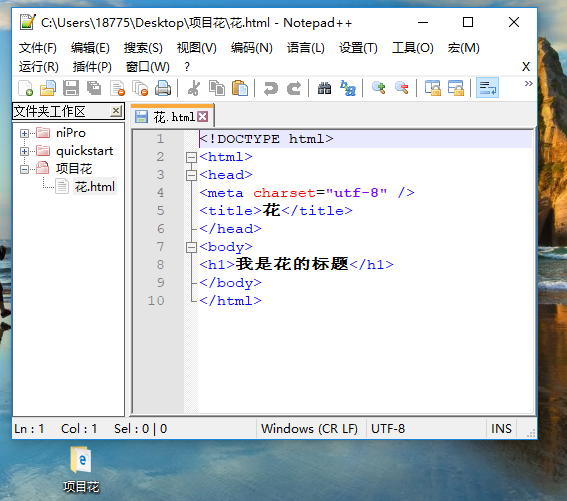 C:\Users\18775\Desktop\项目花\花.html - Notepad++
文件(F) 编辑(E) 搜索(S) 视图(V) 编码(N) 语言(L) 设置(T) 工具(O) 宏(M)
运行(R) 插件(P) 窗口(W) ? X
文件夹工作区
花.html
niPro
quickstart
项目花
花.html
1 <!DOCTYPE html>
2 <html>
3 <head>
4 <meta charset="utf-8" />
5 <title>花</title>
6 </head>
7 <body>
8 <h1>我是花的标题</h1>
9 </body>
10 </html>
Ln : 1 Col : 1 Sel : 0 | 0 Windows (CR LF) UTF-8 INS
项目花